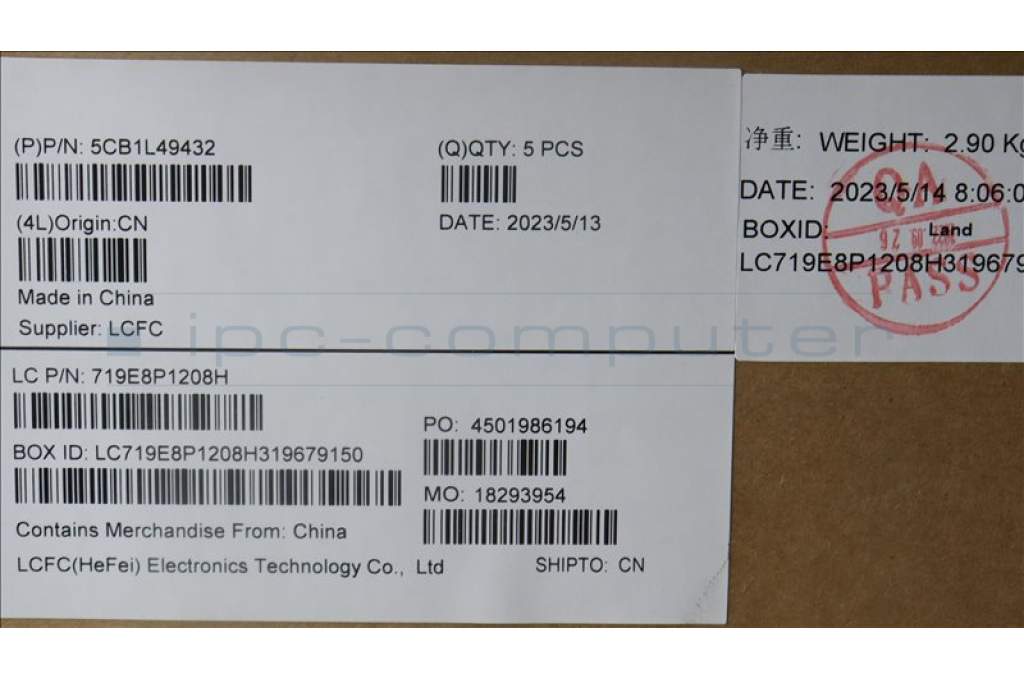 (P)P/N: 5CB1L49432
(Q)QTY: 5 PCS
(4L)Origin:CN
DATE: 2023/5/13
Made in China
Supplier: LCFC
净重: WEIGHT: 2.90 Kg
DATE: 2023/5/14 8:06:0
BOXID:
Land
LC719E8P1208H319679
QA
PASS
ipc-computer
LC P/N: 719E8P1208H
PO: 4501986194
BOX ID: LC719E8P1208H319679150
MO: 18293954
Contains Merchandise From: China
LCFC(HeFei) Electronics Technology Co., Ltd
SHIPTO: CN